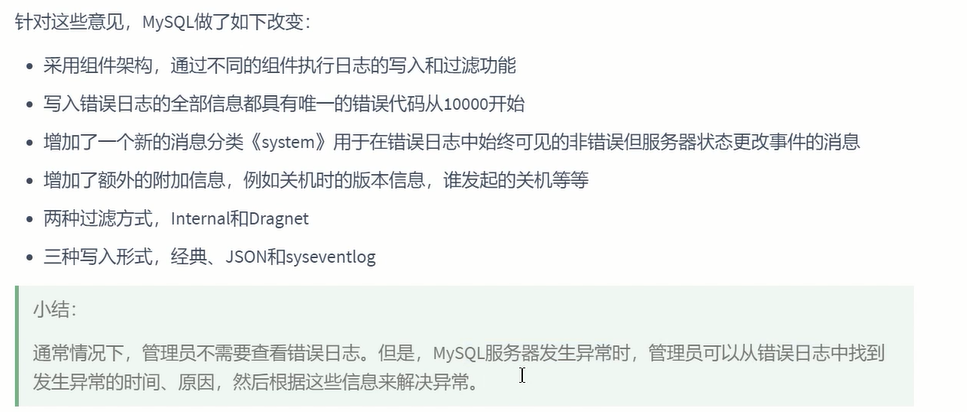 针对这些意见，MySQL做了如下改变：
• 采用组件架构，通过不同的组件执行日志的写入和过滤功能
• 写入错误日志的全部信息都具有唯一的错误代码从10000开始
• 增加了一个新的消息分类《system》用于在错误日志中始终可见的非错误但服务器状态更改事件的消息
• 增加了额外的附加信息，例如关机时的版本信息，谁发起的关机等等
• 两种过滤方式，Internal和Dragnet
• 三种写入形式，经典、JSON和syseventlog
小结：
通常情况下，管理员不需要查看错误日志。但是，MySQL服务器发生异常时，管理员可以从错误日志中找到
发生异常的时间、原因，然后根据这些信息来解决异常。